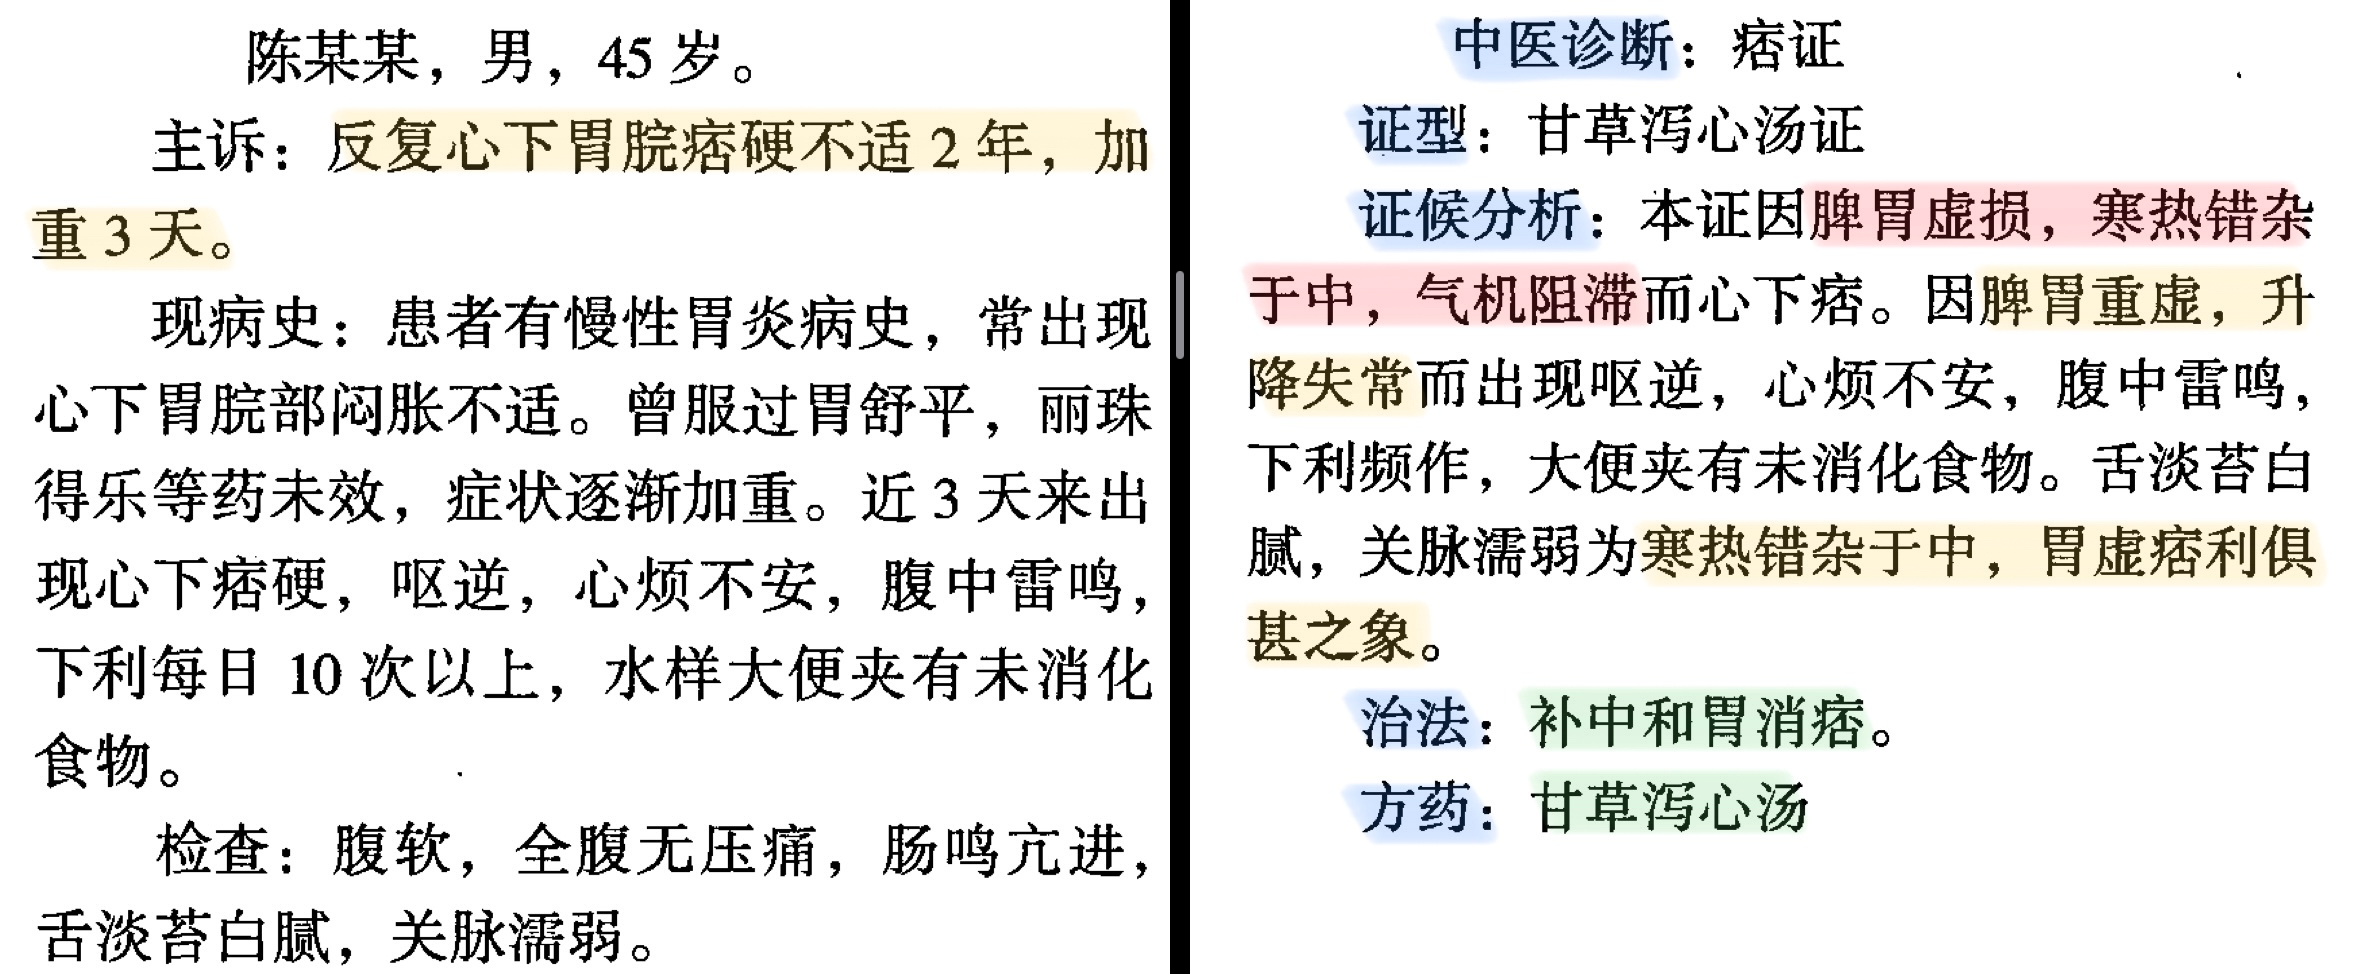 陈某某，男，45岁。
主诉：反复心下胃脘痞硬不适2年，加
重3天。
现病史：患者有慢性胃炎病史，常出现
心下胃脘部闷胀不适。曾服过胃舒平，丽珠
得乐等药未效，症状逐渐加重。近3天来出
现心下痞硬，呕逆，心烦不安，腹中雷鸣，
下利每日10次以上，水样大便夹有未消化
食物。
检查：腹软，全腹无压痛，肠鸣亢进，
舌淡苔白腻，关脉濡弱。
中医诊断：痞证
证型：甘草泻心汤证
证候分析：本证因脾胃虚损，寒热错杂
于中，气机阻滞而心下痞。因脾胃重虚，升
降失常而出现呕逆，心烦不安，腹中雷鸣，
下利频作，大便夹有未消化食物。舌淡苔白
腻，关脉濡弱为寒热错杂于中，胃虚痞利俱
甚之象。
治法：补中和胃消痞。
方药：甘草泻心汤